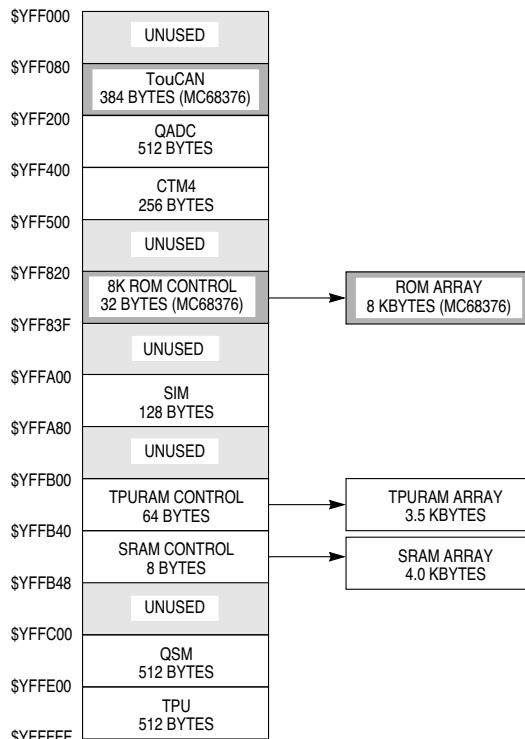 $YFF000
UNUSED
$YFF080
TouCAN
384 BYTES (MC68376)
$YFF200
QADC
512 BYTES
$YFF400
CTM4
256 BYTES
$YFF500
UNUSED
$YFF820
8K ROM CONTROL
32 BYTES (MC68376)
ROM ARRAY
8 KBYTES (MC68376)
$YFF83F
UNUSED
$YFFA00
SIM
128 BYTES
$YFFA80
UNUSED
$YFFB00
TPURAM CONTROL
64 BYTES
TPURAM ARRAY
3.5 KBYTES
$YFFB40
SRAM CONTROL
8 BYTES
SRAM ARRAY
4.0 KBYTES
$YFFB48
UNUSED
$YFFC00
QSM
512 BYTES
$YFFE00
TPU
512 BYTES
$YFFFFF